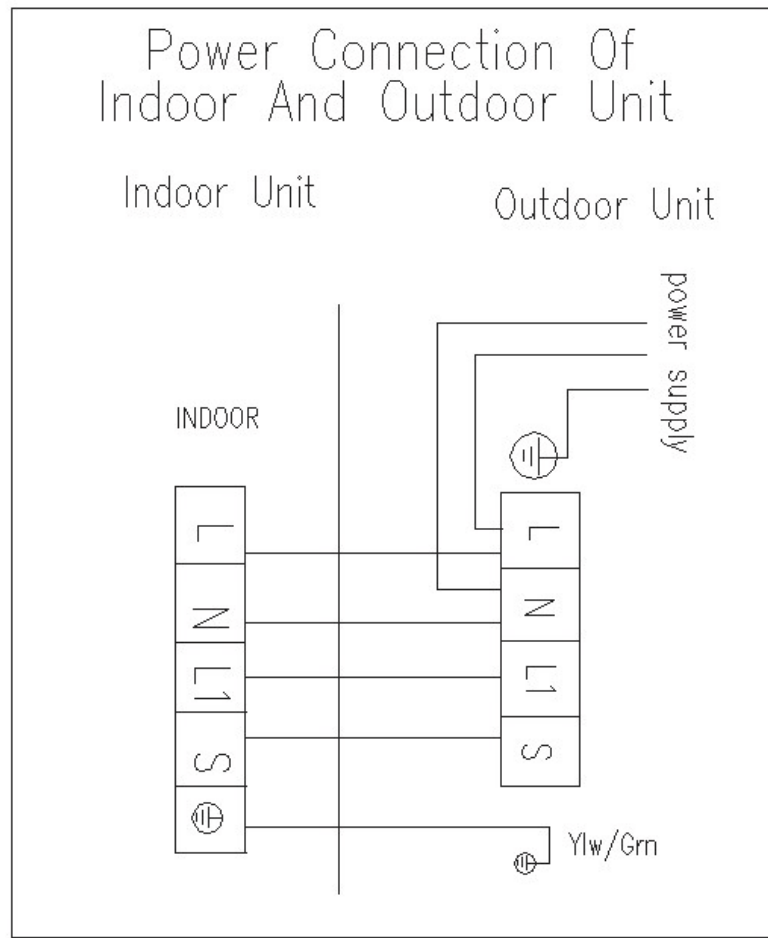 Power Connection Of
Indoor And Outdoor Unit
Indoor Unit
Outdoor Unit
power supply
INDOOR
L
N
L1
S
L
N
L1
S
Ylw/Grn